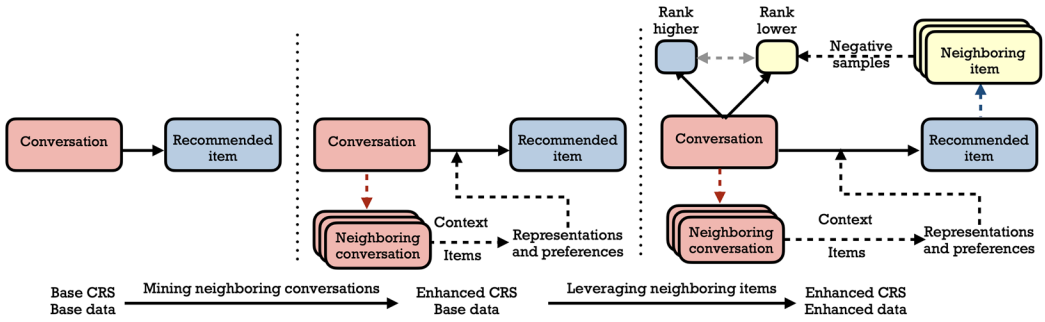 Conversation
Recommended
item
Conversation
Recommended
item
Neighboring
conversation
Context
Items
Representations
and preferences
Rank
higher
Rank
lower
Negative
samples
Neighboring
item
Conversation
Recommended
item
Neighboring
conversation
Context
Items
Representations
and preferences
Base CRS
Base data
Mining neighboring conversations
Enhanced CRS
Base data
Leveraging neighboring items
Enhanced CRS
Enhanced data